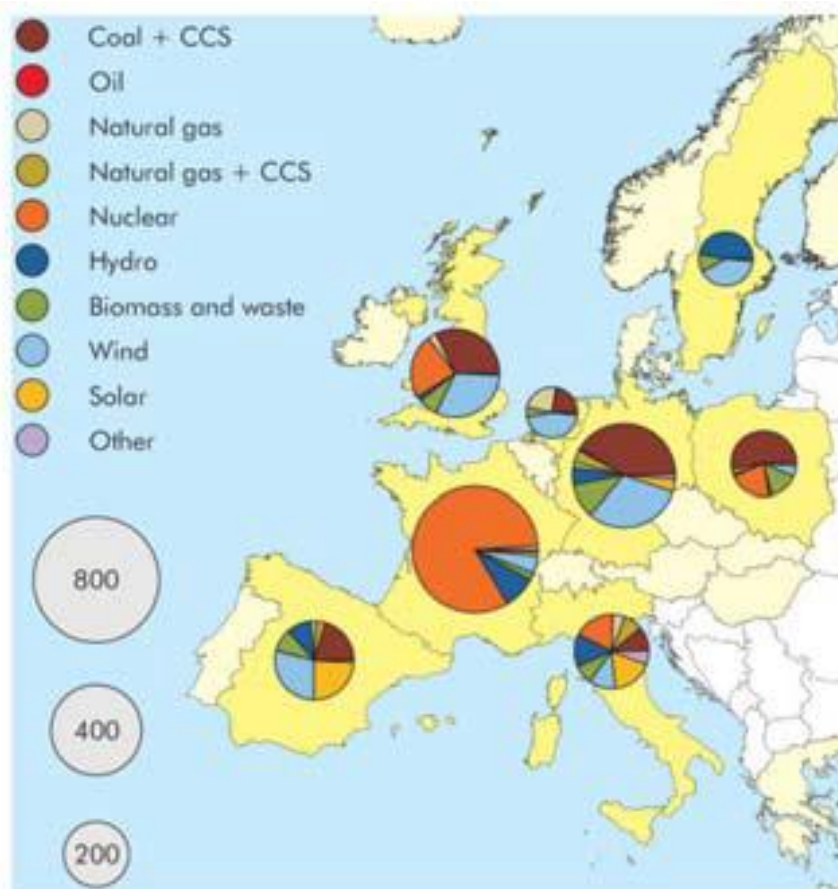 Coal + CCS
Oil
Natural gas
Natural gas + CCS
Nuclear
Hydro
Biomass and waste
Wind
Solar
Other
800
400
200